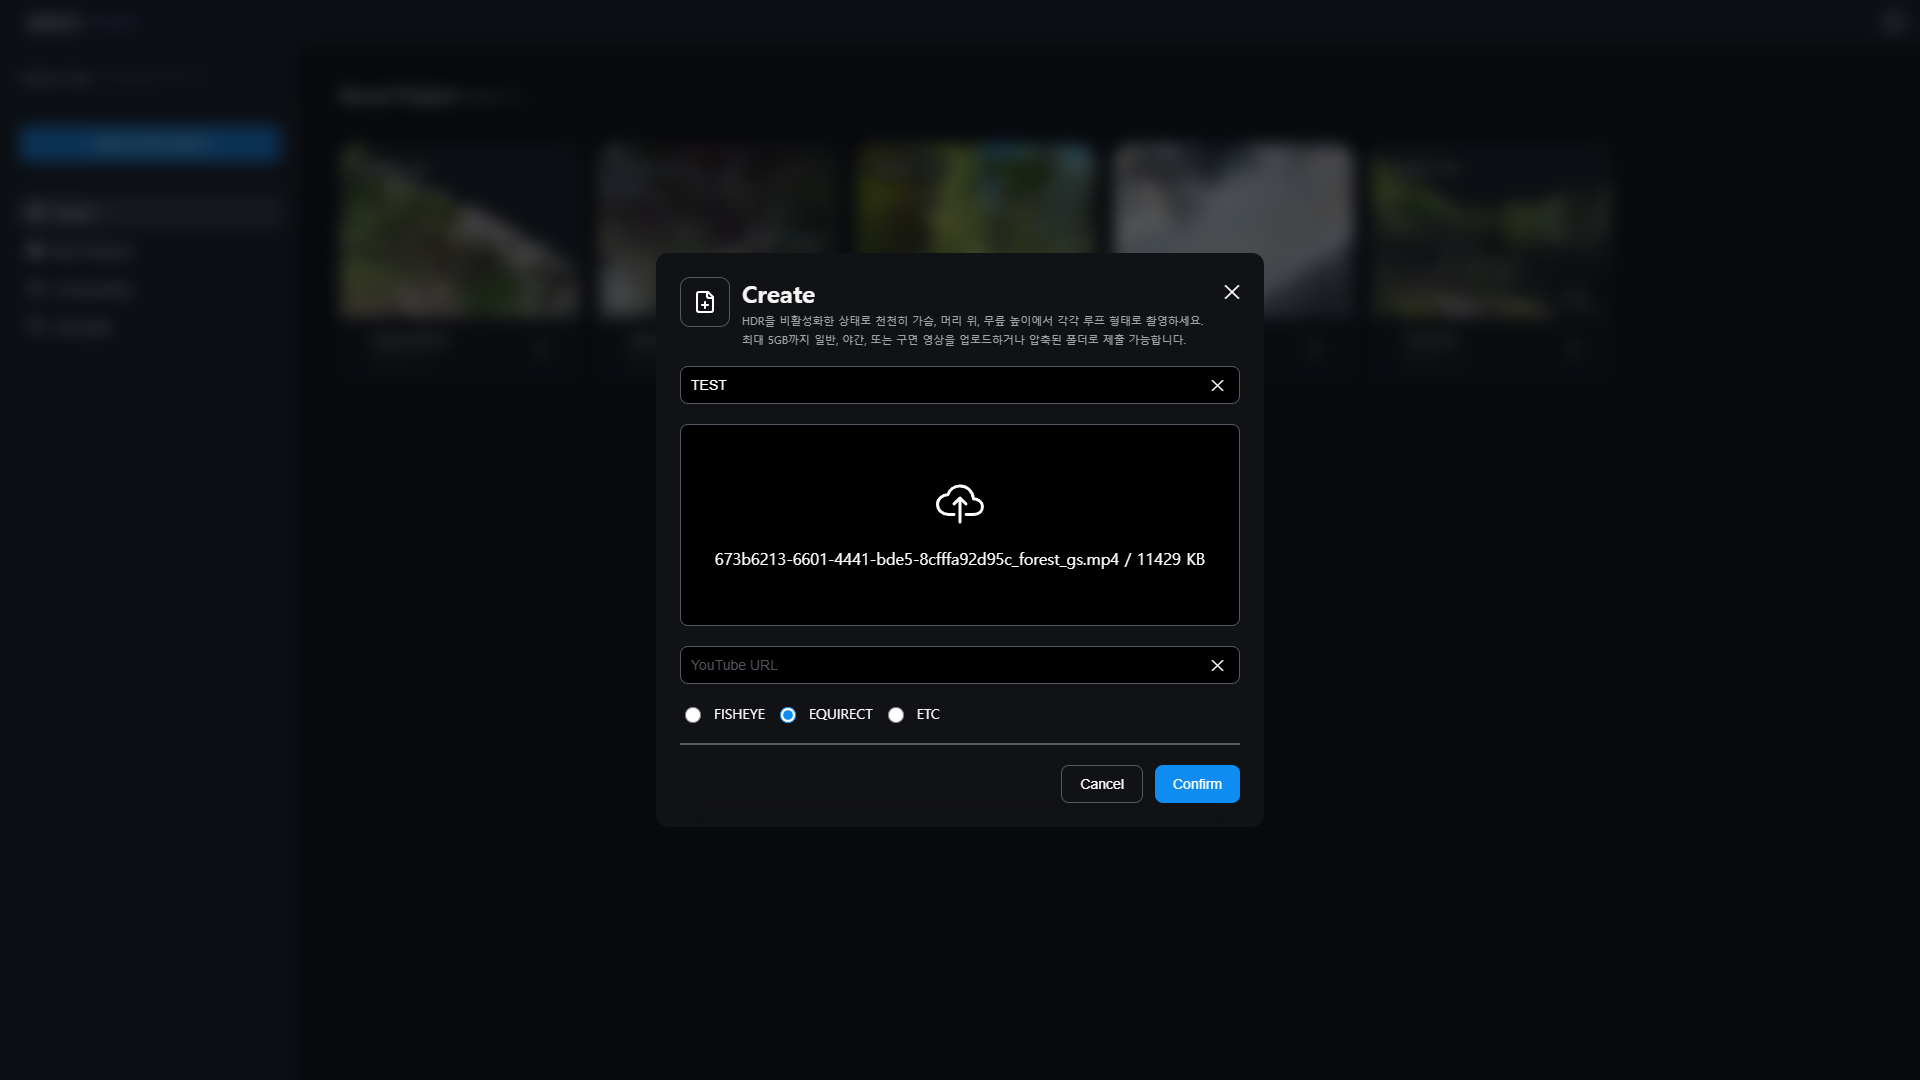 Create
HDR을 비활성화한 상태로 천천히 가슴, 머리 위, 무릎 높이에서 각각 루프 형태로 촬영하세요.
최대 5GB까지 일반, 야간, 또는 구면 영상을 업로드하거나 압축된 폴더로 제출 가능합니다.
TEST
673b6213-6601-4441-bde5-8cfffa92d95c_forest_gs.mp4 / 11429 KB
YouTube URL
FISHEYE EQUIRECT ETC
Cancel Confirm